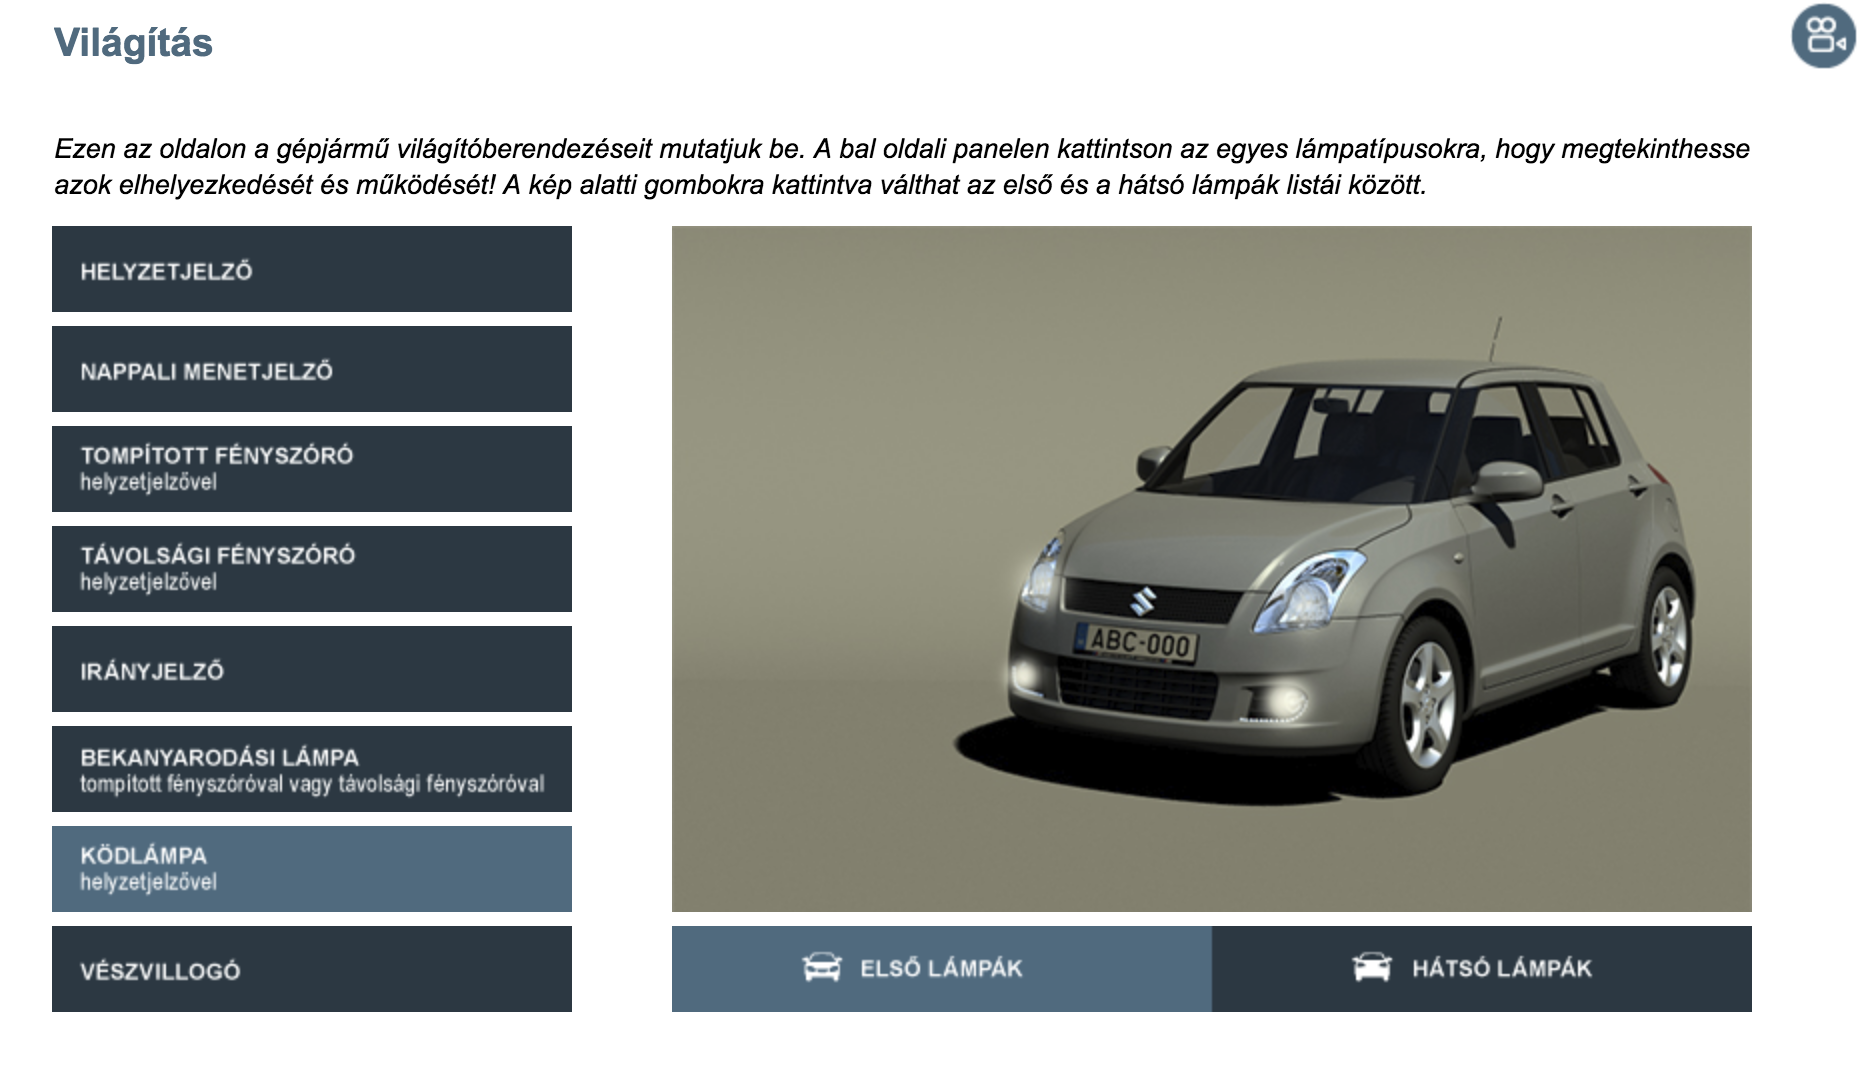 Világítás
Ezen az oldalon a gépjármű világítóberendezéseit mutatjuk be. A bal oldali panelen kattintson az egyes lámpatípusokra, hogy megtekinthesse
azok elhelyezkedését és működését! A kép alatti gombokra kattintva válthat az első és a hátsó lámpák listái között.
HELYZETJELZŐ
NAPPALI MENETJELZŐ
TOMPÍTOTT FÉNYSZÓRÓ
helyzetjelzővel
TÁVOLSÁGI FÉNYSZÓRÓ
helyzetjelzővel
IRÁNYJELZŐ
BEKANYARODÁSI LÁMPA
tompított fényszóróval vagy távolsági fényszóróval
KÖDLÁMPA
helyzetjelzővel
VÉSZVILLOGÓ
ABC-000
ELSŐ LÁMPÁK
HÁTSÓ LÁMPÁK